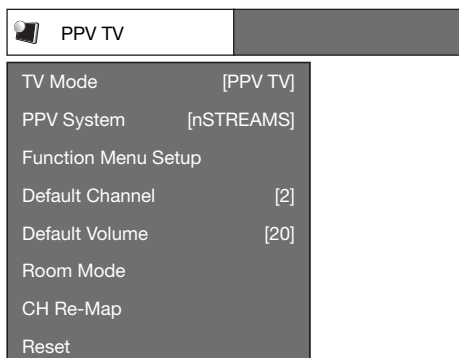 PPV TV
TV Mode [PPV TV]
PPV System [nSTREAMS]
Function Menu Setup
Default Channel [2]
Default Volume [20]
Room Mode
CH Re-Map
Reset